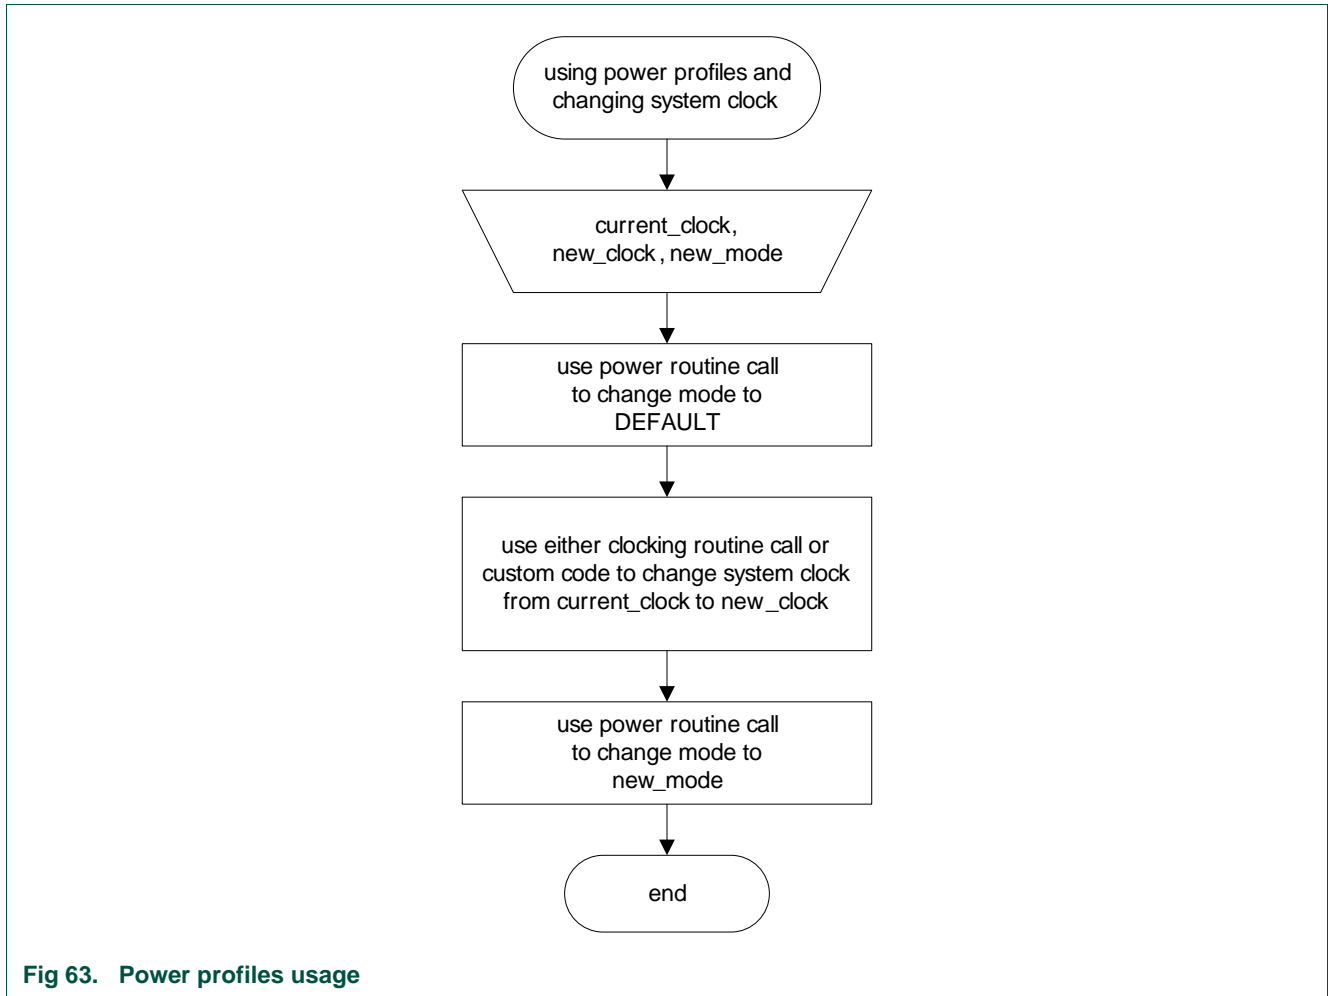 using power profiles and
changing system clock
current_clock,
new_clock, new_mode
use power routine call
to change mode to
DEFAULT
use either clocking routine call or
custom code to change system clock
from current_clock to new_clock
use power routine call
to change mode to
new_mode
end
Fig 63. Power profiles usage